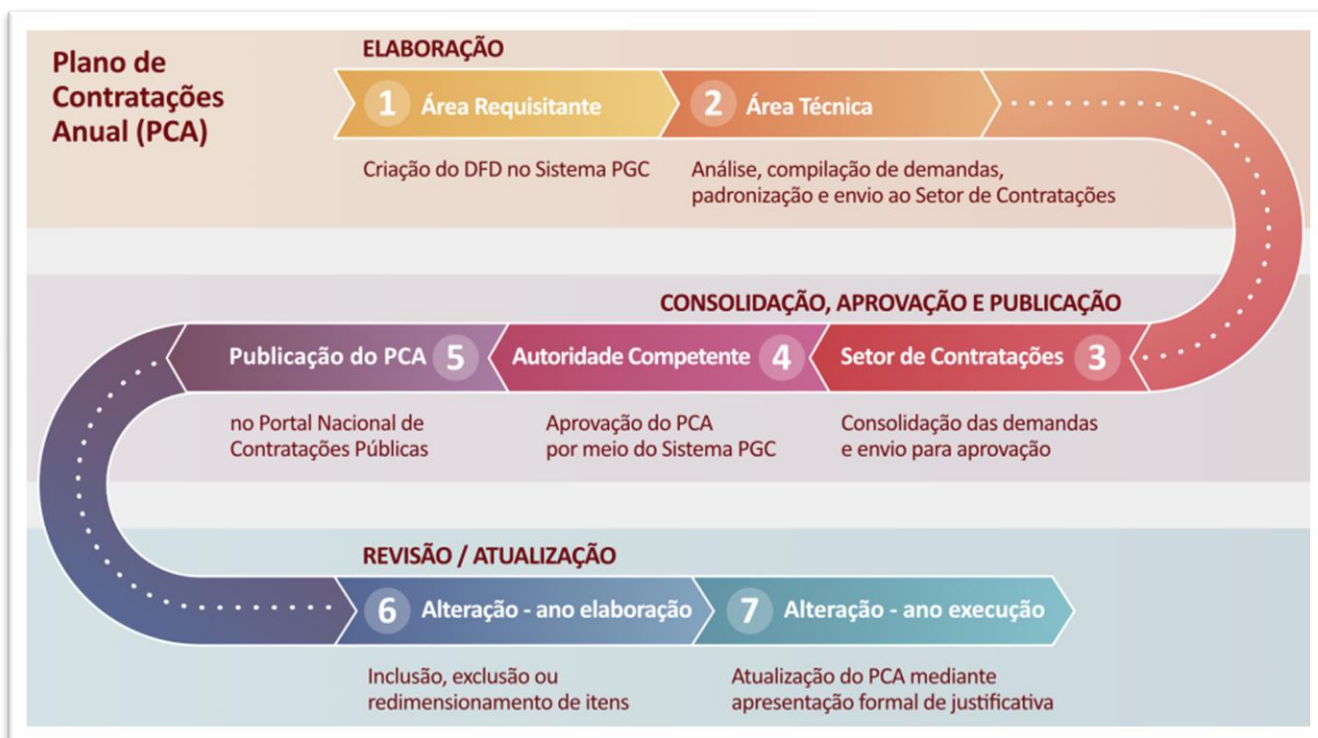 Plano de
Contratações
Anual (PCA)
ELABORAÇÃO
1 Área Requisitante
Criação do DFD no Sistema PGC
2 Área Técnica
Análise, compilação de demandas,
padronização e envio ao Setor de Contratações
CONSOLIDAÇÃO, APROVAÇÃO E PUBLICAÇÃO
Setor de Contratações 3
Consolidação das demandas
e envio para aprovação
Autoridade Competente 4
Aprovação do PCA
por meio do Sistema PGC
Publicação do PCA 5
no Portal Nacional de
Contratações Públicas
REVISÃO / ATUALIZAÇÃO
6 Alteração - ano elaboração
Inclusão, exclusão ou
redimensionamento de itens
7 Alteração - ano execução
Atualização do PCA mediante
apresentação formal de justificativa